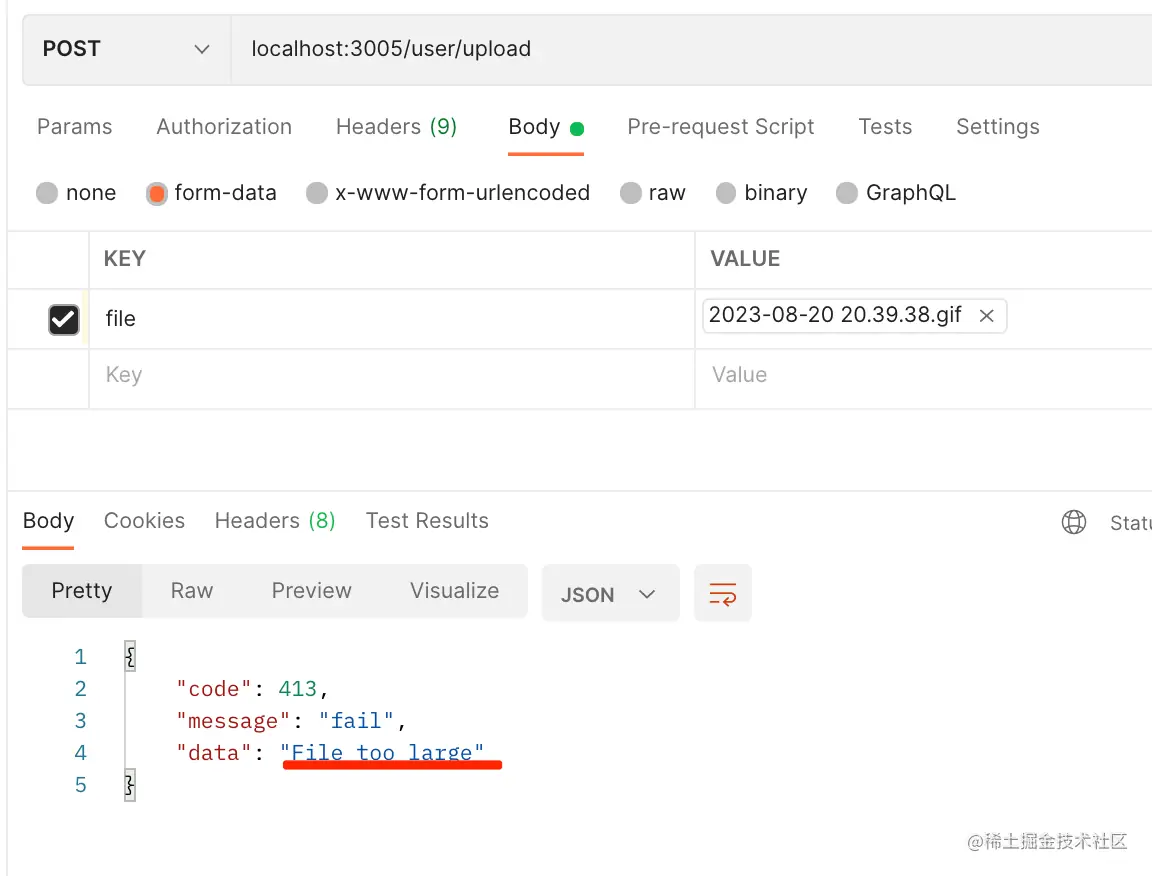 POST localhost:3005/user/upload
Params Authorization Headers (9) Body Pre-request Script Tests Settings
none form-data x-www-form-urlencoded raw binary GraphQL
KEY VALUE
file 2023-08-20 20.39.38.gif
Key Value
Body Cookies Headers (8) Test Results Statu
Pretty Raw Preview Visualize JSON
1 {
2 "code": 413,
3 "message": "fail",
4 "data": "File too large"
5 }
@稀土掘金技术社区